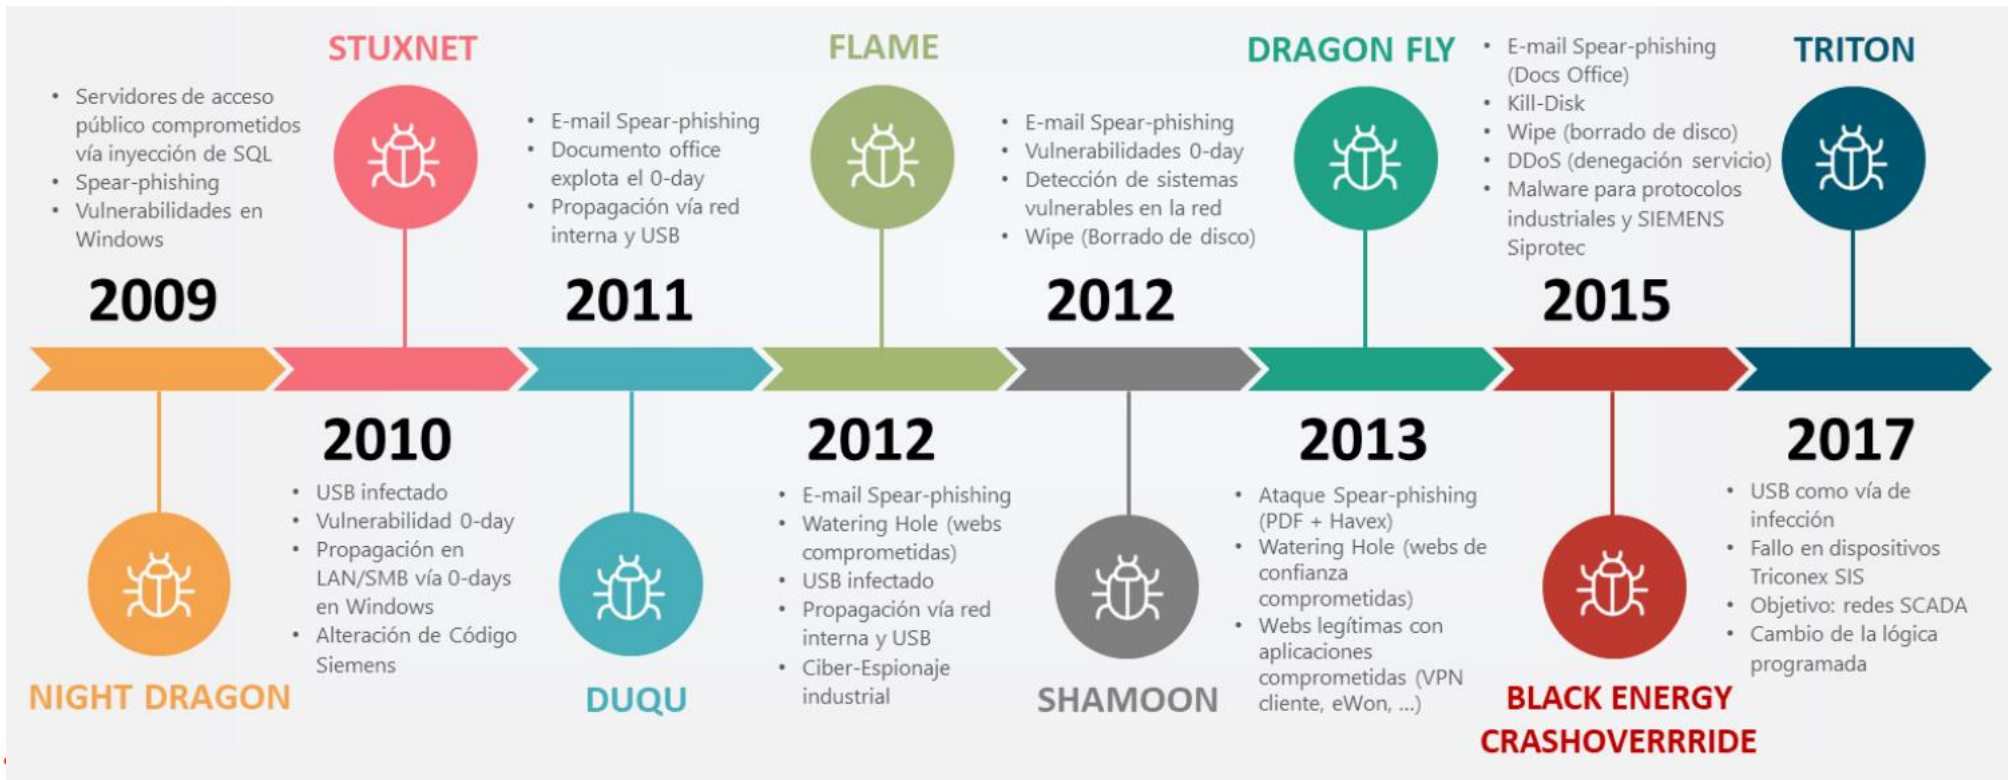 STUXNET
FLAME
DRAGON FLY
TRITON
• Servidores de acceso
público comprometidos
vía inyección de SQL
• Spear-phishing
• Vulnerabilidades en
Windows
2009
• E-mail Spear-phishing
• Documento office
explota el 0-day
• Propagación vía red
interna y USB
2011
• E-mail Spear-phishing
• Vulnerabilidades 0-day
• Detección de sistemas
vulnerables en la red
• Wipe (Borrado de disco)
2012
• E-mail Spear-phishing
(Docs Office)
• Kill-Disk
• Wipe (borrado de disco)
• DDoS (denegación servicio)
• Malware para protocolos
industriales y SIEMENS
Siprotec
2015
NIGHT DRAGON
2010
• USB infectado
• Vulnerabilidad 0-day
• Propagación en
LAN/SMB vía 0-days
en Windows
• Alteración de Código
Siemens
DUQU
2012
• E-mail Spear-phishing
• Watering Hole (webs
comprometidas)
• USB infectado
• Propagación vía red
interna y USB
• Ciber-Espionaje
industrial
SHAMOON
2013
• Ataque Spear-phishing
(PDF + Havex)
• Watering Hole (webs de
confianza
comprometidas)
• Webs legítimas con
aplicaciones
comprometidas (VPN
cliente, eWon, ...)
BLACK ENERGY
CRASHOVERRRIDE
2017
• USB como vía de
infección
• Fallo en dispositivos
Triconex SIS
• Objetivo: redes SCADA
• Cambio de la lógica
programada